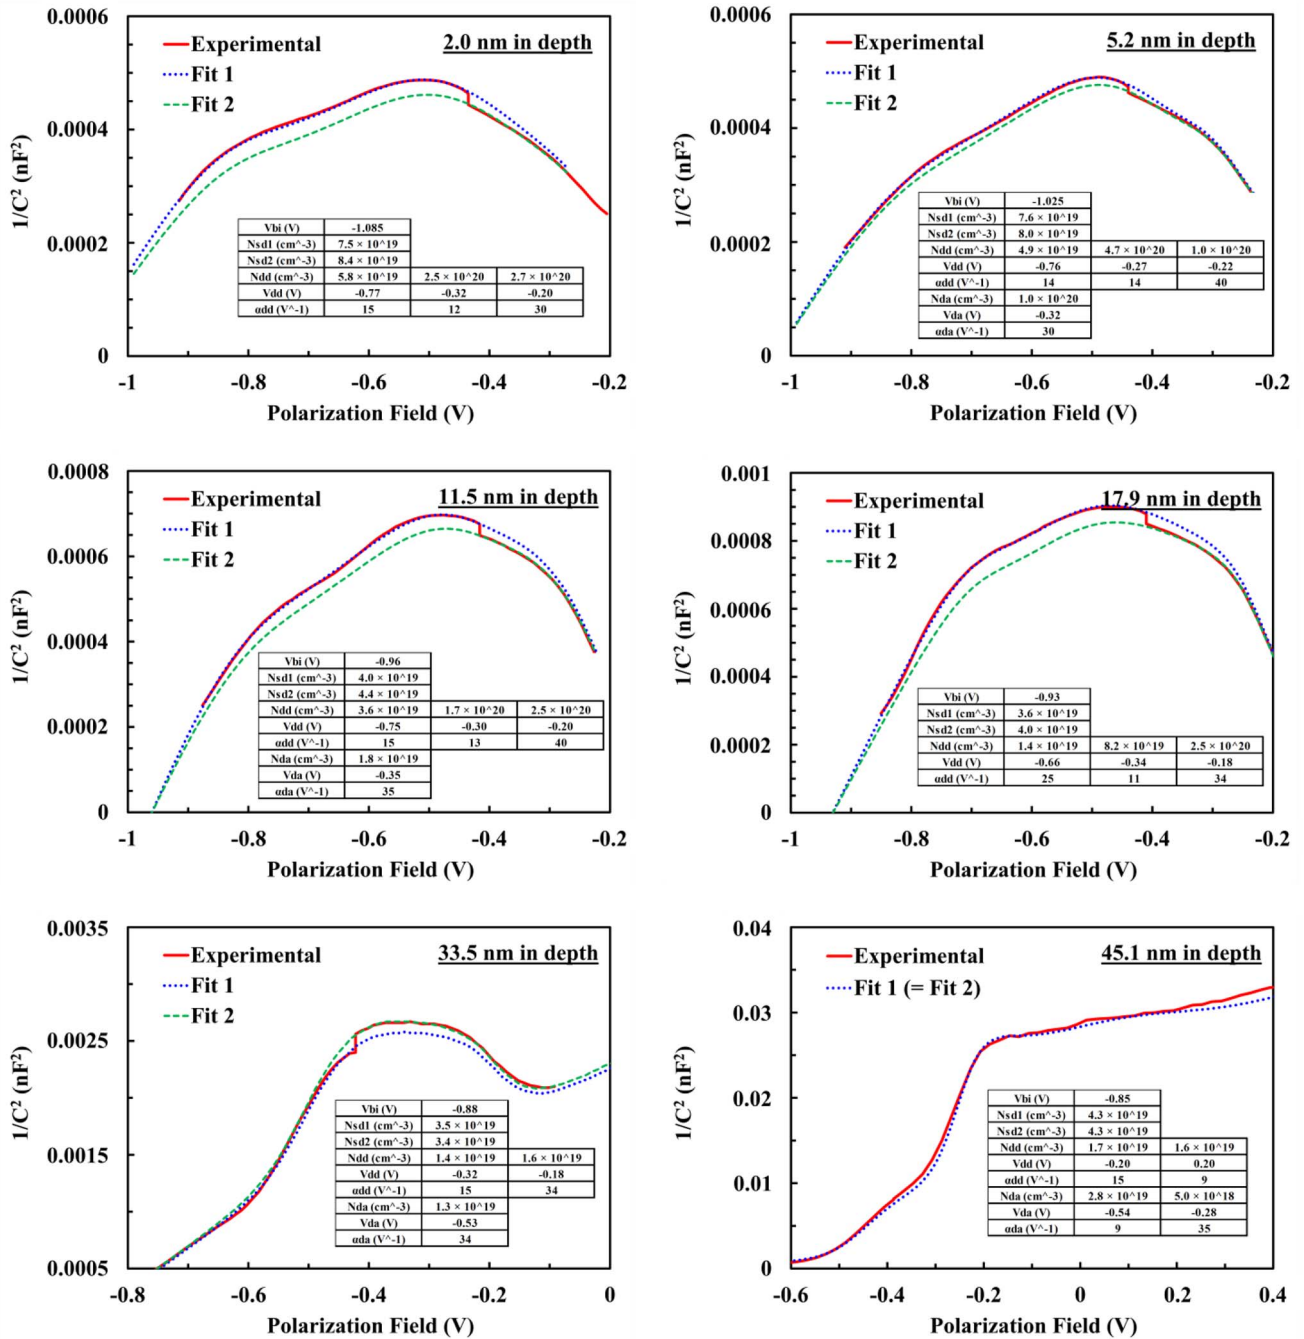 0.0006
0.0004
0.0002
0
1/C² (nF²)
Experimental
Fit 1
Fit 2
2.0 nm in depth
Vbi (V) -1.085
Nsd1 (cm^-3) 7.5 × 10^19
Nsd2 (cm^-3) 8.4 × 10^19
Ndd (cm^-3) 5.8 × 10^19 2.5 × 10^20 2.7 × 10^20
Vdd (V) -0.77 -0.32 -0.20
αdd (V^-1) 15 12 30
-1 -0.8 -0.6 -0.4 -0.2
Polarization Field (V)
0.0006
0.0004
0.0002
0
1/C² (nF²)
Experimental
Fit 1
Fit 2
5.2 nm in depth
Vbi (V) -1.025
Nsd1 (cm^-3) 7.6 × 10^19
Nsd2 (cm^-3) 8.0 × 10^19
Ndd (cm^-3) 4.9 × 10^19 4.7 × 10^20 1.0 × 10^20
Vdd (V) -0.76 -0.27 -0.22
αdd (V^-1) 14 14 40
Nda (cm^-3) 1.0 × 10^20
Vda (V) -0.32
αda (V^-1) 30
-1 -0.8 -0.6 -0.4 -0.2
Polarization Field (V)
0.0008
0.0006
0.0004
0.0002
0
1/C² (nF²)
Experimental
Fit 1
Fit 2
11.5 nm in depth
Vbi (V) -0.96
Nsd1 (cm^-3) 4.0 × 10^19
Nsd2 (cm^-3) 4.4 × 10^19
Ndd (cm^-3) 3.6 × 10^19 1.7 × 10^20 2.5 × 10^20
Vdd (V) -0.75 -0.30 -0.20
αdd (V^-1) 15 13 40
Nda (cm^-3) 1.8 × 10^19
Vda (V) -0.35
αda (V^-1) 35
-1 -0.8 -0.6 -0.4 -0.2
Polarization Field (V)
0.001
0.0008
0.0006
0.0004
0.0002
0
1/C² (nF²)
Experimental
Fit 1
Fit 2
17.9 nm in depth
Vbi (V) -0.93
Nsd1 (cm^-3) 3.6 × 10^19
Nsd2 (cm^-3) 4.0 × 10^19
Ndd (cm^-3) 1.4 × 10^19 8.2 × 10^19 2.5 × 10^20
Vdd (V) -0.66 -0.34 -0.18
αdd (V^-1) 25 11 34
-1 -0.8 -0.6 -0.4 -0.2
Polarization Field (V)
0.0035
0.0025
0.0015
0.0005
1/C² (nF²)
Experimental
Fit 1
Fit 2
33.5 nm in depth
Vbi (V) -0.88
Nsd1 (cm^-3) 3.5 × 10^19
Nsd2 (cm^-3) 3.4 × 10^19
Ndd (cm^-3) 1.4 × 10^19 1.6 × 10^19
Vdd (V) -0.32 -0.18
αdd (V^-1) 15 34
Nda (cm^-3) 1.3 × 10^19
Vda (V) -0.53
αda (V^-1) 34
-0.8 -0.6 -0.4 -0.2 0
Polarization Field (V)
0.04
0.03
0.02
0.01
0
1/C² (nF²)
Experimental
Fit 1 (= Fit 2)
45.1 nm in depth
Vbi (V) -0.85
Nsd1 (cm^-3) 4.3 × 10^19
Nsd2 (cm^-3) 4.3 × 10^19
Ndd (cm^-3) 1.7 × 10^19 1.6 × 10^19
Vdd (V) -0.20 0.20
αdd (V^-1) 15 9
Nda (cm^-3) 2.8 × 10^19 5.0 × 10^18
Vda (V) -0.54 -0.28
αda (V^-1) 9 35
-0.6 -0.4 -0.2 0 0.2 0.4
Polarization Field (V)